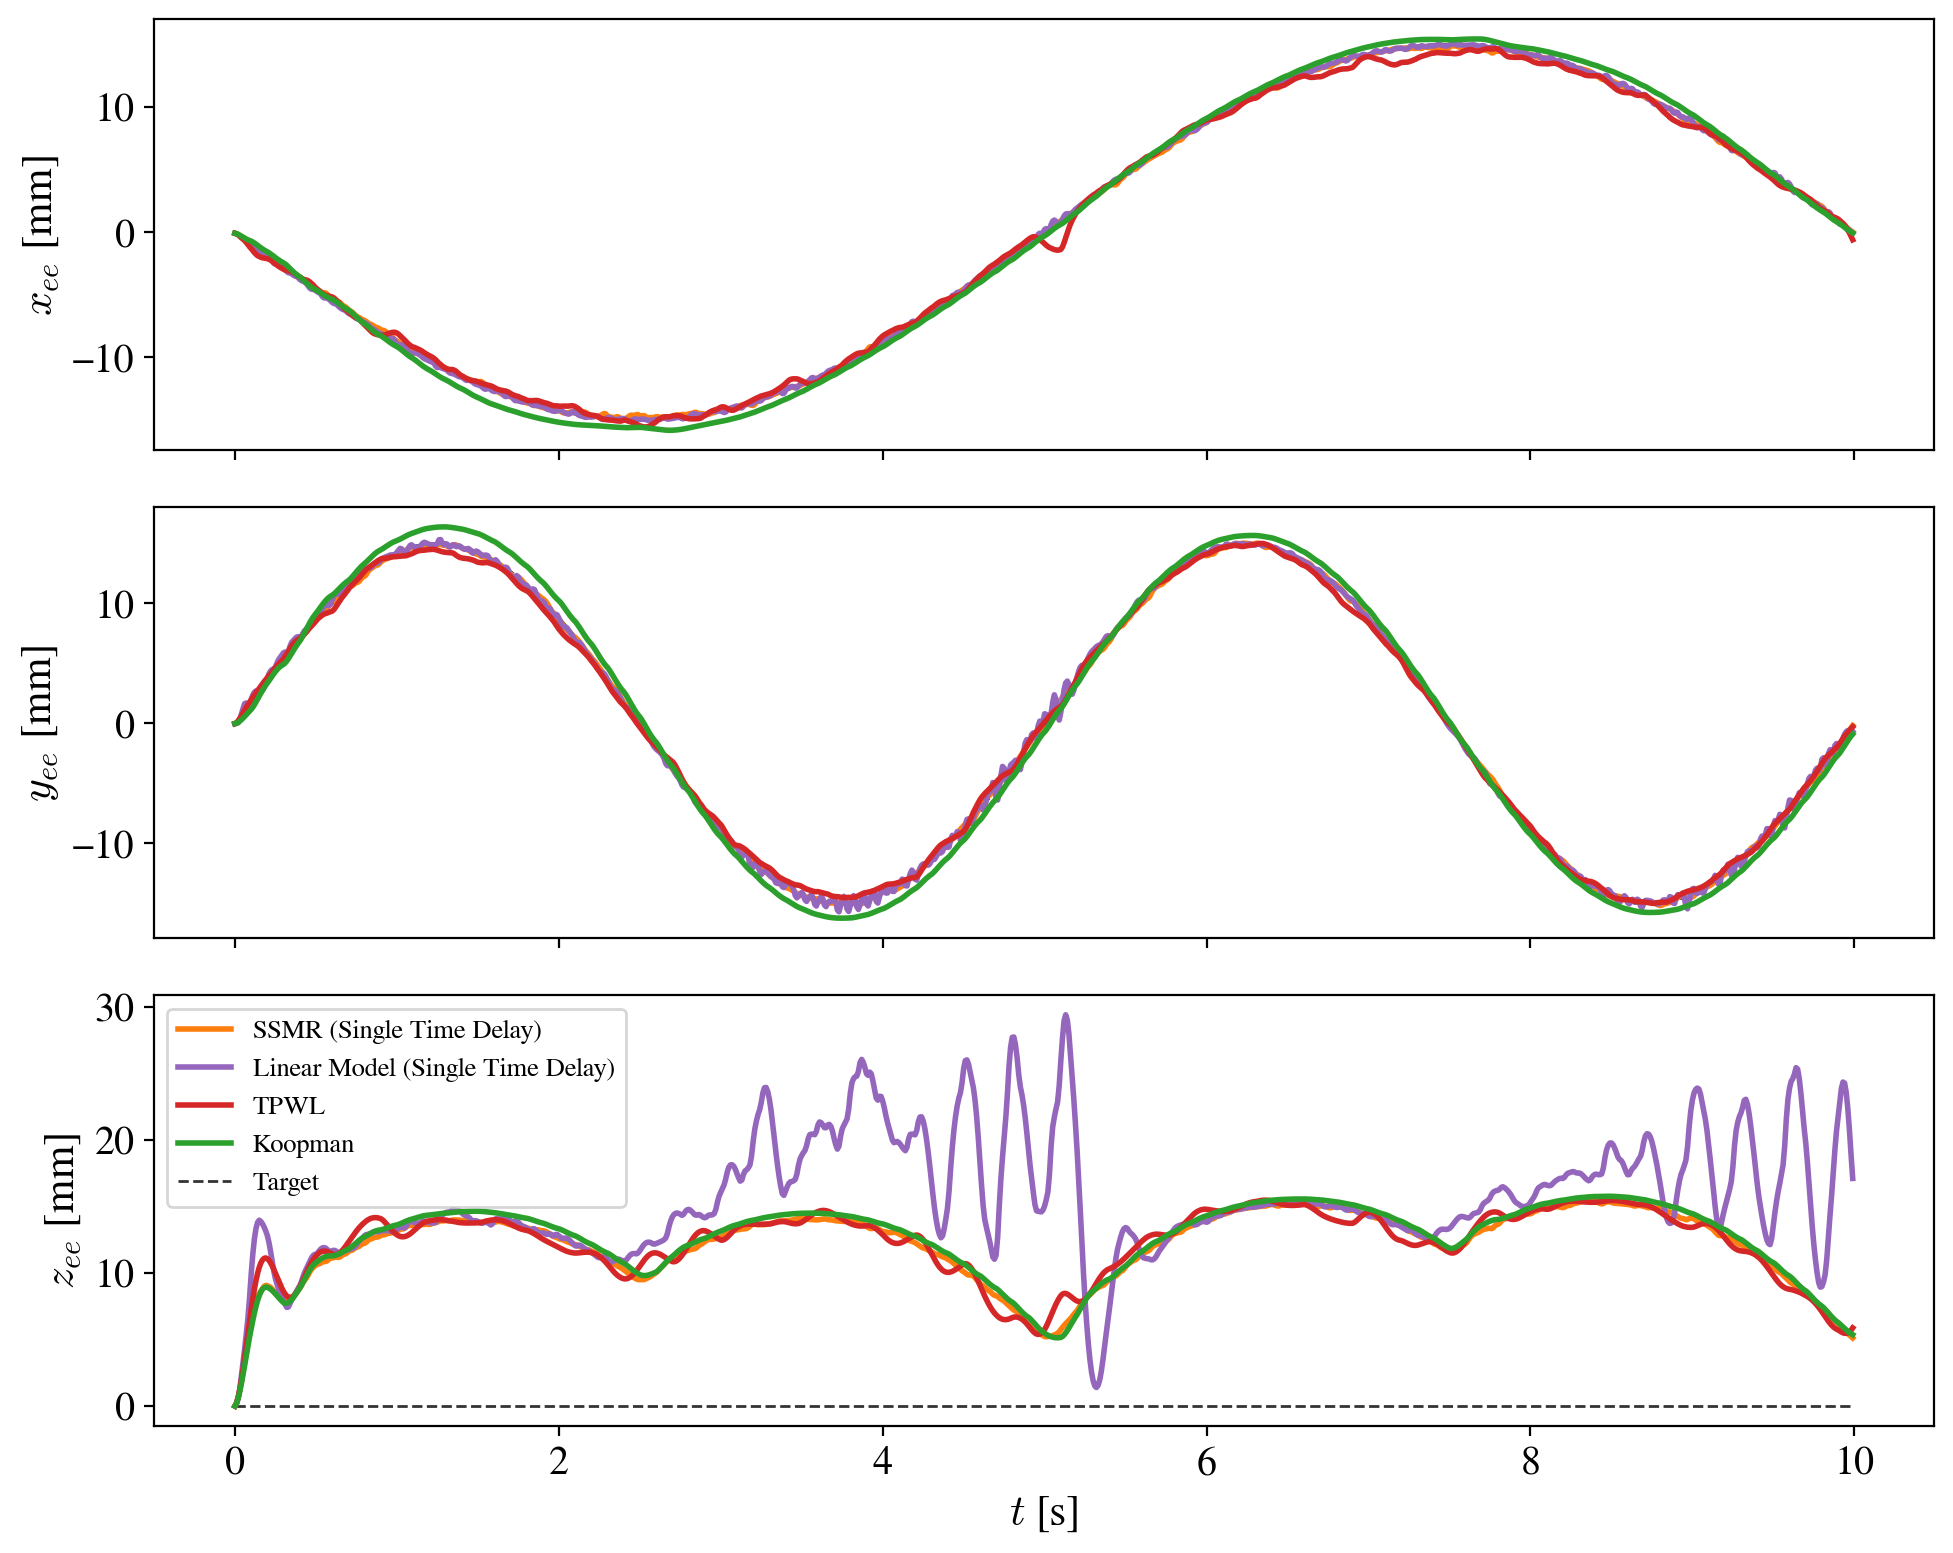 10
0
−10
x_ee [mm]
10
0
−10
y_ee [mm]
30
20
10
0
z_ee [mm]
SSMR (Single Time Delay)
Linear Model (Single Time Delay)
TPWL
Koopman
Target
0 2 4 6 8 10
t [s]